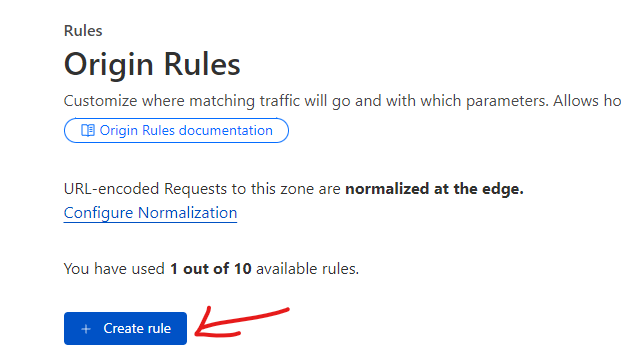 Rules
Origin Rules
Customize where matching traffic will go and with which parameters. Allows ho
Origin Rules documentation
URL-encoded Requests to this zone are normalized at the edge.
Configure Normalization
You have used 1 out of 10 available rules.
+ Create rule